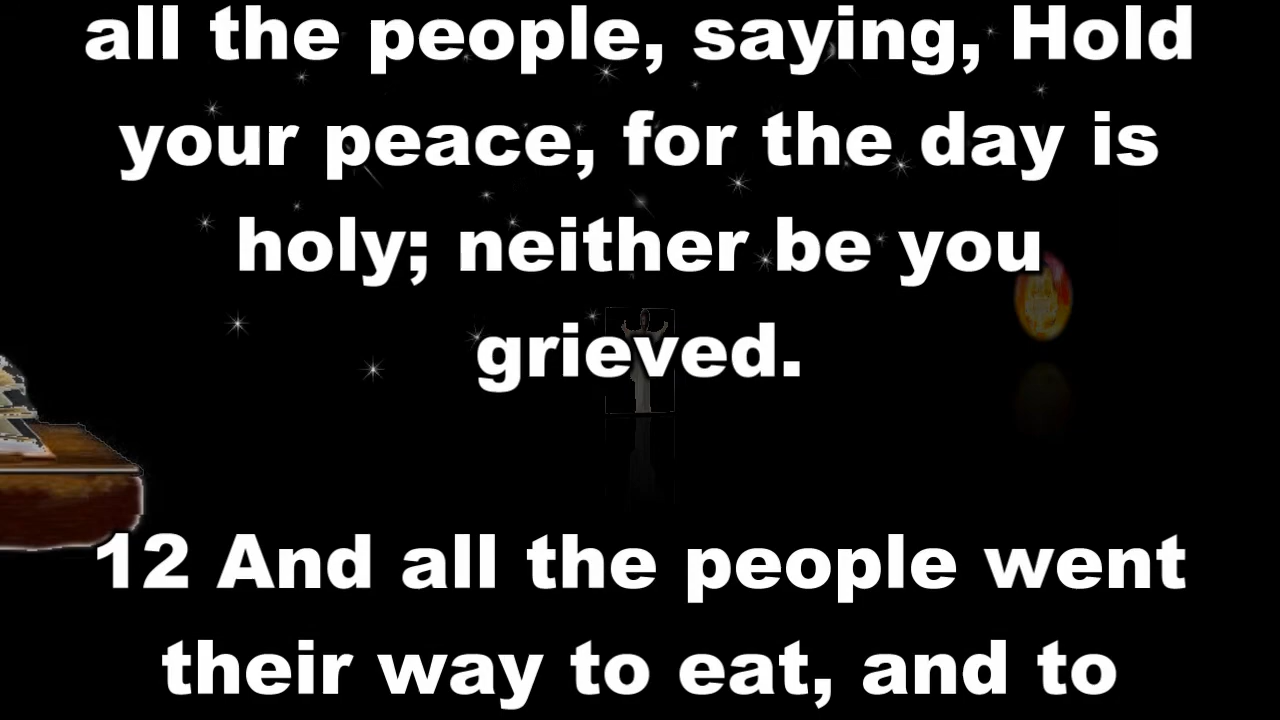 all the people, saying, Hold
your peace, for the day is
holy; neither be you
grieved.
12 And all the people went
their way to eat, and to